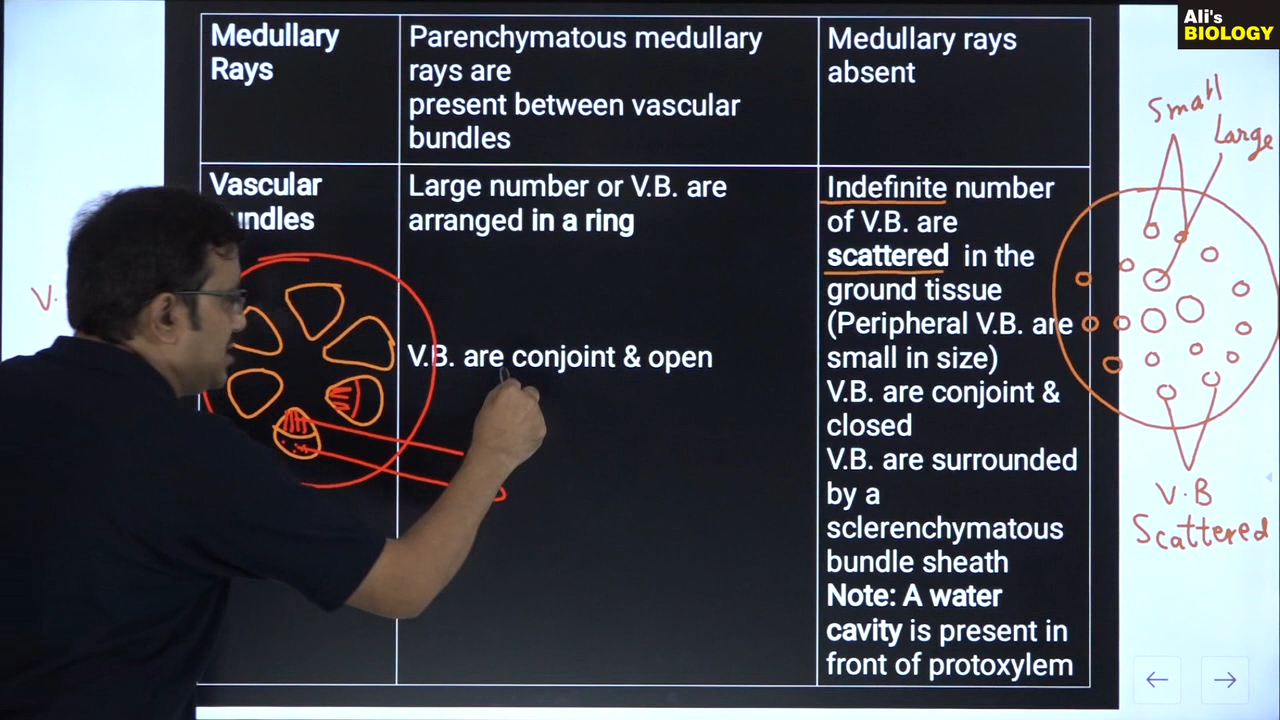 Ali's
BIOLOGY
Medullary
Rays
Parenchymatous medullary
rays are
present between vascular
bundles
Medullary rays
absent
Vascular
undles
Large number or V.B. are
arranged in a ring
V.B. are conjoint & open
Indefinite number
of V.B. are
scattered in the
ground tissue
(Peripheral V.B. are
small in size)
V.B. are conjoint &
closed
V.B. are surrounded
by a
sclerenchymatous
bundle sheath
Note: A water
cavity is present in
front of protoxylem
Small
Large
V.B
Scattered
V.